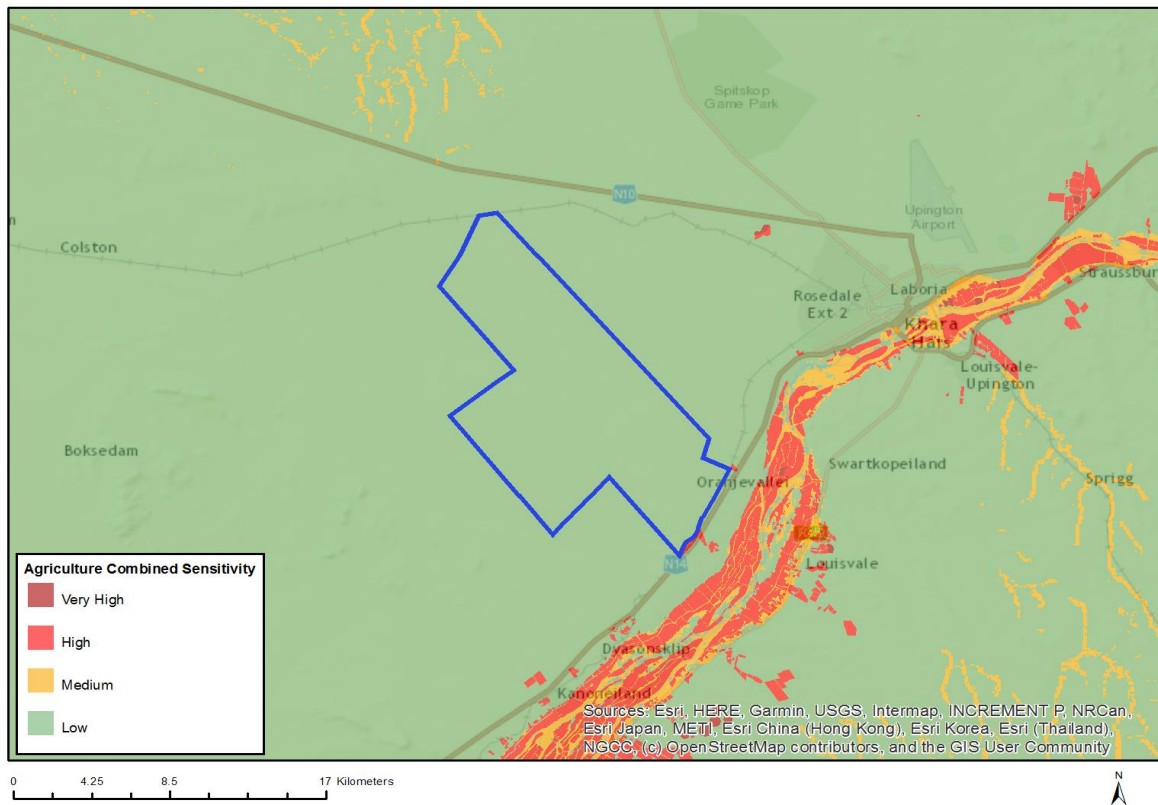 Spitskop
Game Park
N10
Upington
Airport
Colston
Straussbur
Laboria
Rosedale
Ext 2
Khara
Hais
Louisvale-
Upington
Boksedam
Swartkopeiland
Oranjevallei
Sprigg
N14
Louisvale
Dyasonsklip
Kanoneiland
Agriculture Combined Sensitivity
Very High
High
Medium
Low
Sources: Esri, HERE, Garmin, USGS, Intermap, INCREMENT P, NRCan,
Esri Japan, METI, Esri China (Hong Kong), Esri Korea, Esri (Thailand),
NGCC, (c) OpenStreetMap contributors, and the GIS User Community
0 4.25 8.5 17 Kilometers
N